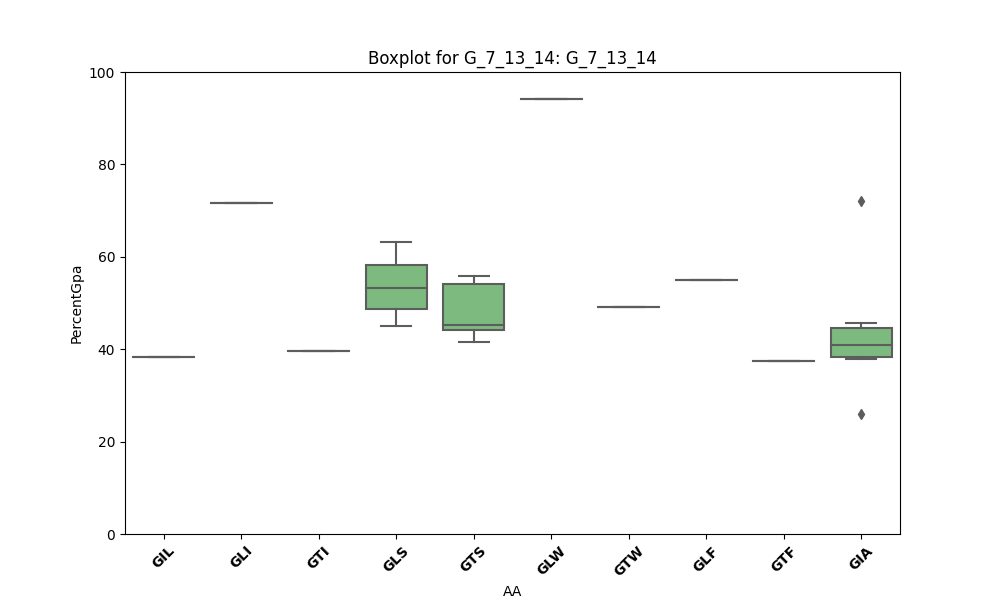 Boxplot for G_7_13_14: G_7_13_14
PercentGpa
100
80
60
40
20
0
GIL GLI GTI GLS GTS GLW GTW GLF GTF GIA
AA